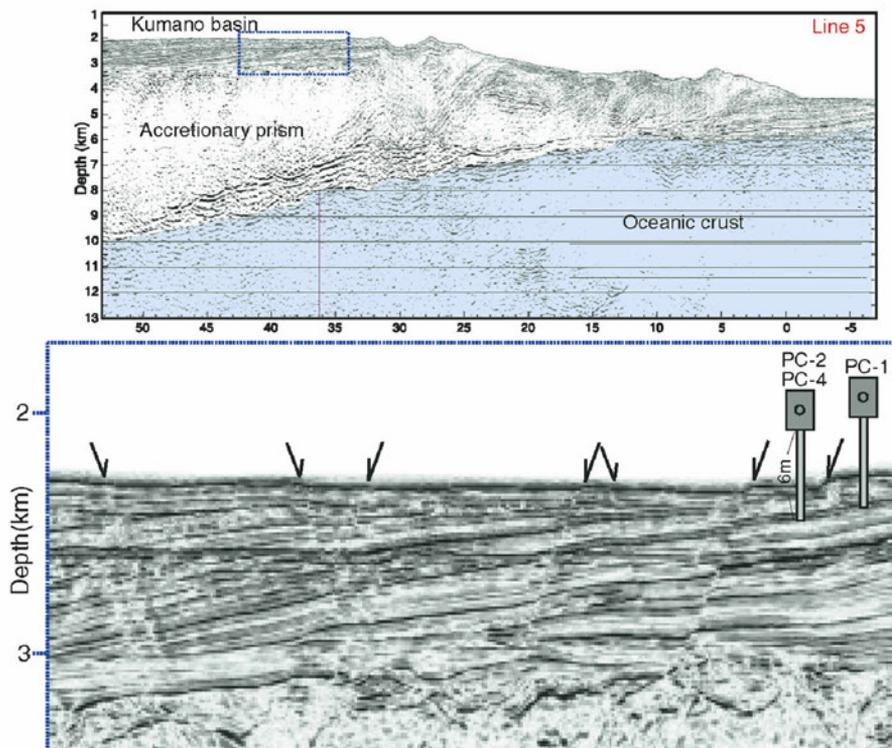 Kumano basin
Line 5
Accretionary prism
Oceanic crust
Depth (km)
1
2
3
4
5
6
7
8
9
10
11
12
13
50 45 40 35 30 25 20 15 10 5 0 -5
PC-2
PC-4
PC-1
6m
Depth(km)
2
3